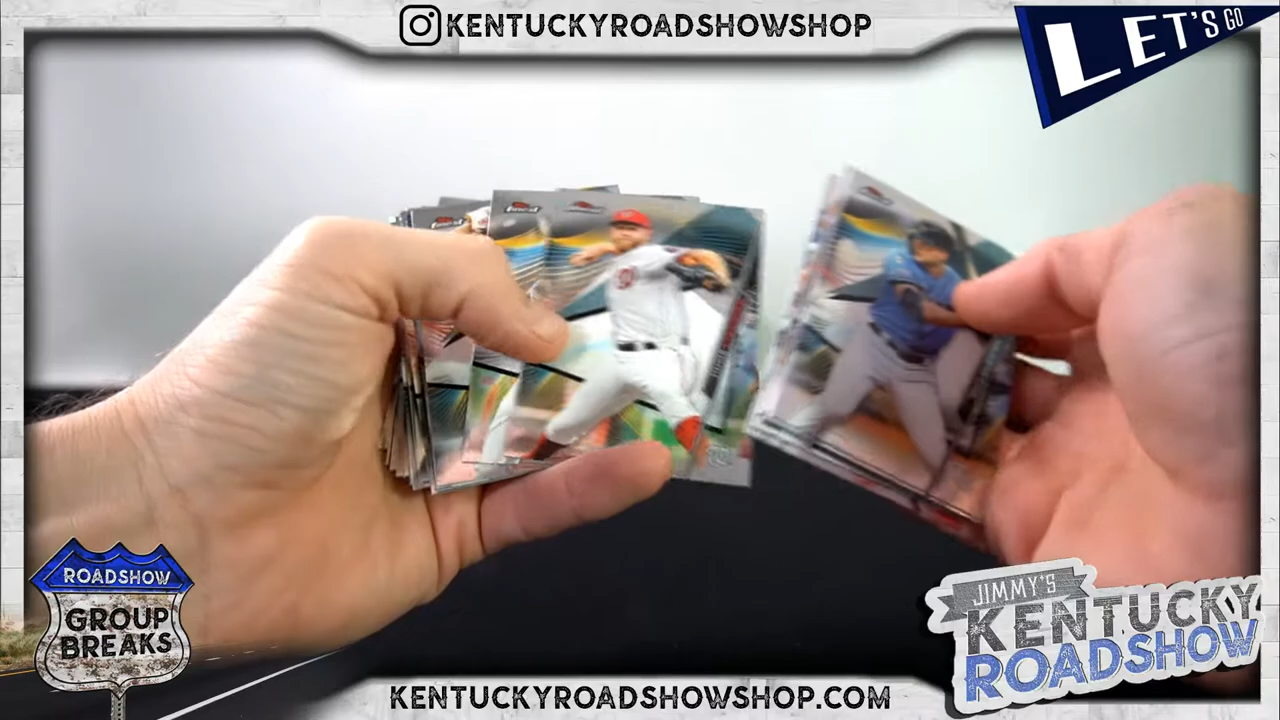 KENTUCKYROADSHOWSHOP
LET'S GO
ROADSHOW
GROUP
BREAKS
JIMMY'S
KENTUCKY
ROADSHOW
KENTUCKYROADSHOWSHOP.COM